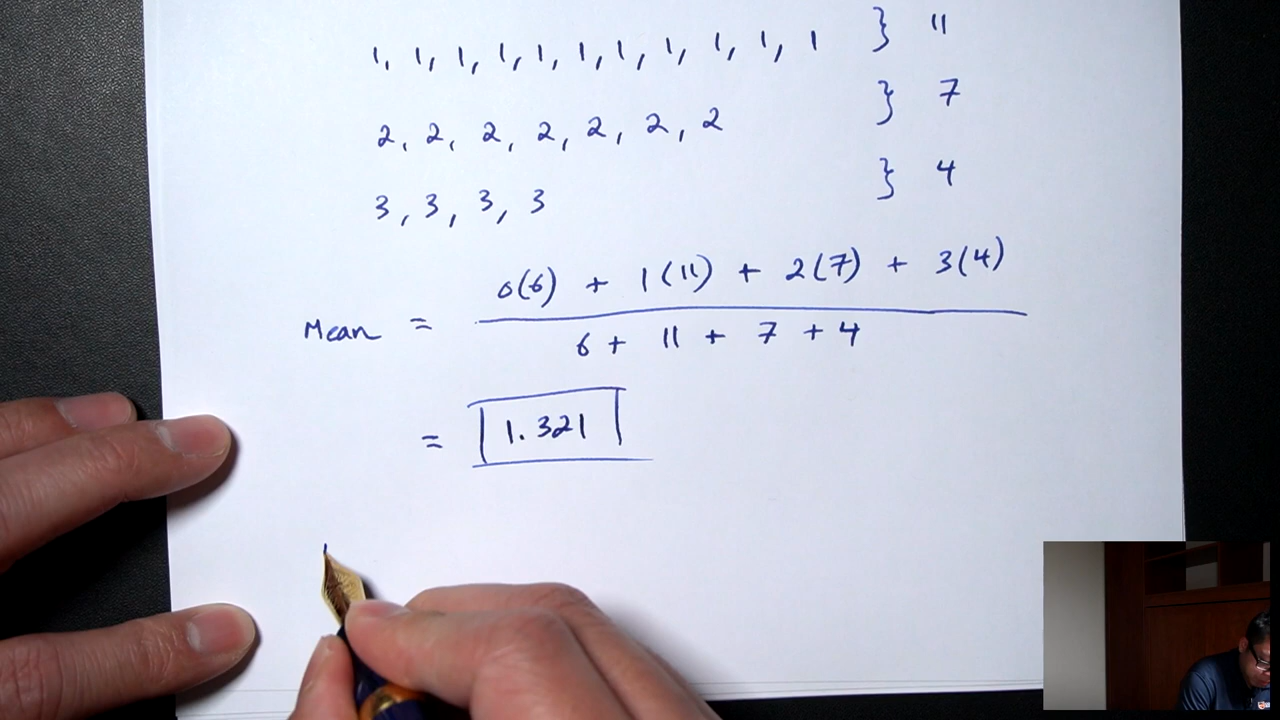 1, 1, 1, 1, 1, 1, 1, 1, 1, 1, 1 } 11
2, 2, 2, 2, 2, 2, 2 } 7
3, 3, 3, 3 } 4
Mean = 0(6) + 1(11) + 2(7) + 3(4)
6 + 11 + 7 + 4
= 1.321